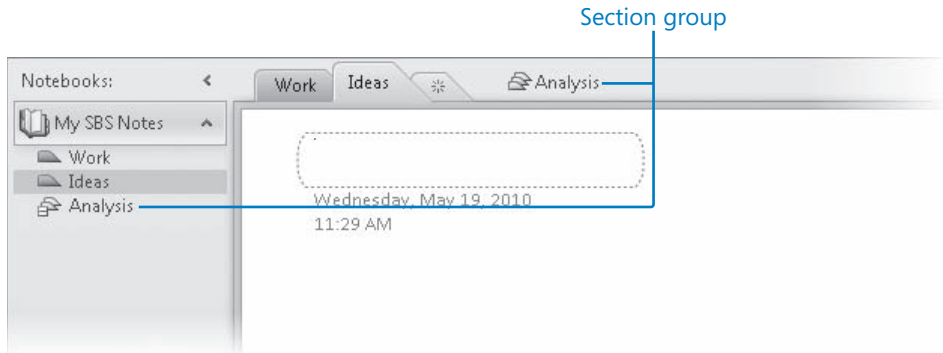 Section group
Notebooks:
Work Ideas Analysis
My SBS Notes
Work
Ideas
Analysis
Wednesday, May 19, 2010
11:29 AM